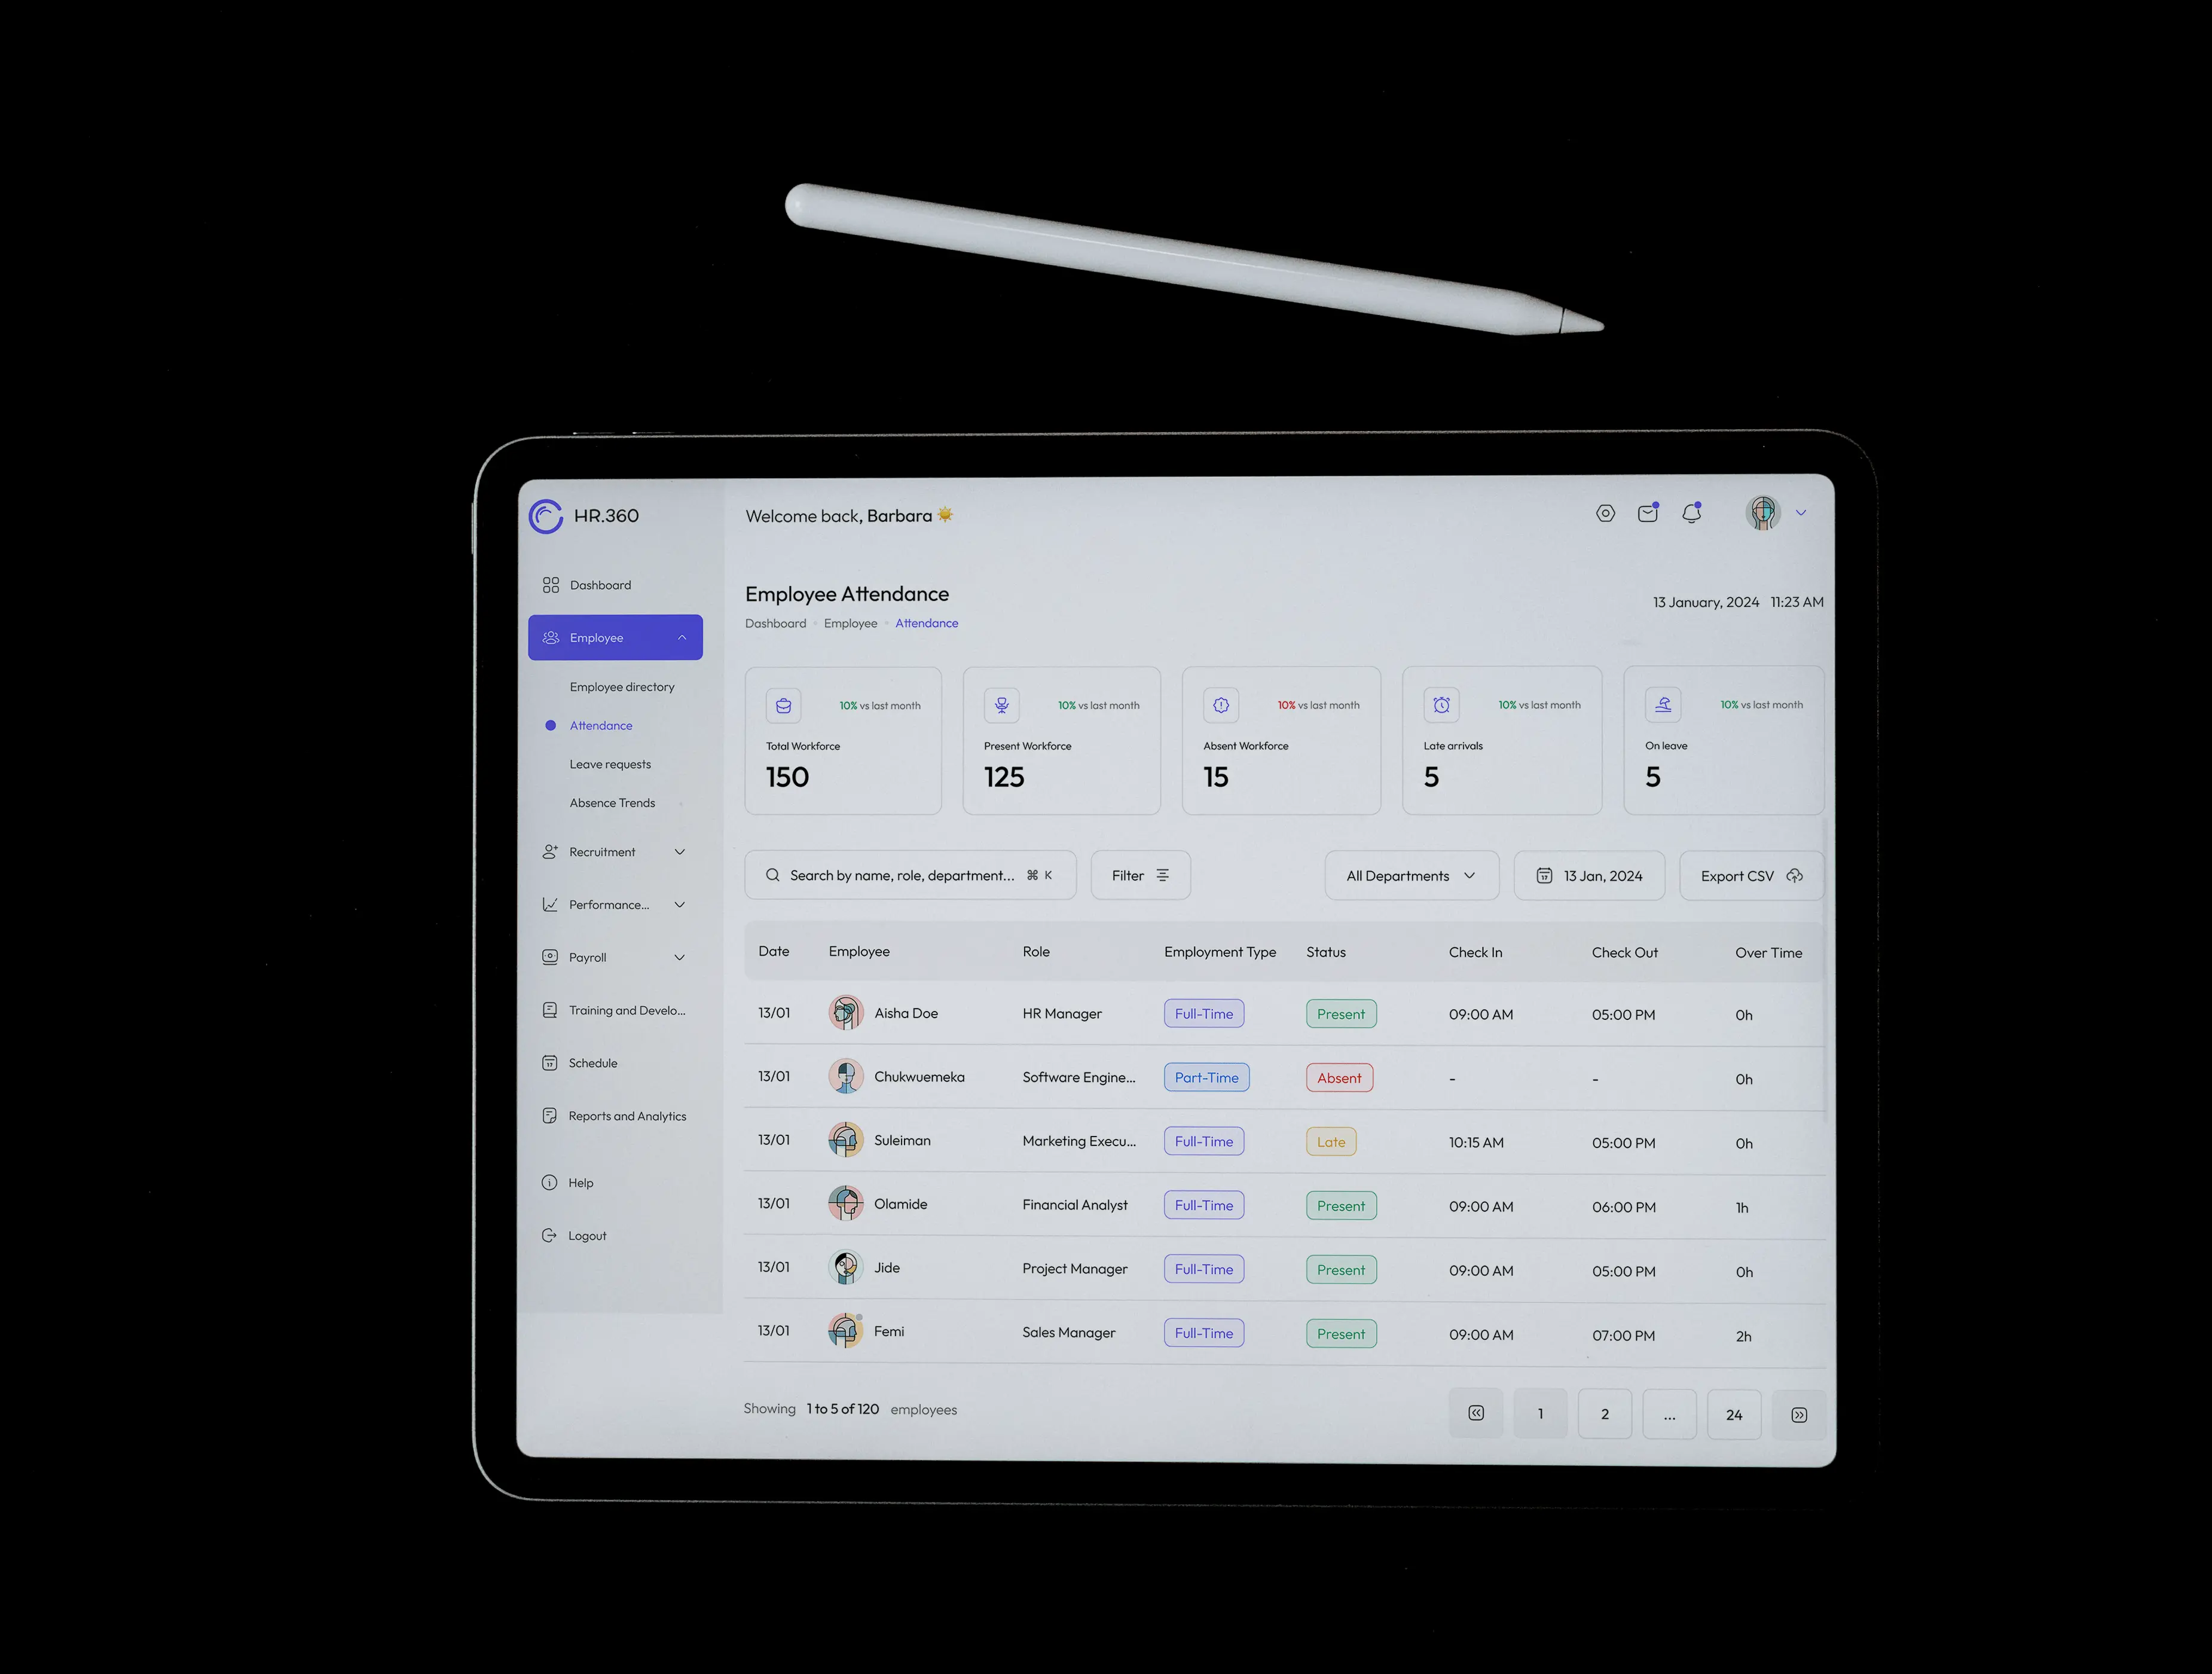 HR.360
Welcome back, Barbara
Dashboard
Employee
Employee directory
Attendance
Leave requests
Absence Trends
Recruitment
Performance...
Payroll
Training and Develo...
Schedule
Reports and Analytics
Help
Logout
Employee Attendance
13 January, 2024 11:23 AM
Dashboard Employee Attendance
10% vs last month
Total Workforce
150
10% vs last month
Present Workforce
125
10% vs last month
Absent Workforce
15
10% vs last month
Late arrivals
5
10% vs last month
On leave
5
Search by name, role, department... ⌘ K
Filter
All Departments
17
13 Jan, 2024
Export CSV
Date Employee Role Employment Type Status Check In Check Out Over Time
13/01 Aisha Doe HR Manager Full-Time Present 09:00 AM 05:00 PM 0h
13/01 Chukwuemeka Software Engine... Part-Time Absent - - 0h
13/01 Suleiman Marketing Execu... Full-Time Late 10:15 AM 05:00 PM 0h
13/01 Olamide Financial Analyst Full-Time Present 09:00 AM 06:00 PM 1h
13/01 Jide Project Manager Full-Time Present 09:00 AM 05:00 PM 0h
13/01 Femi Sales Manager Full-Time Present 09:00 AM 07:00 PM 2h
Showing 1 to 5 of 120 employees
1 2 ... 24